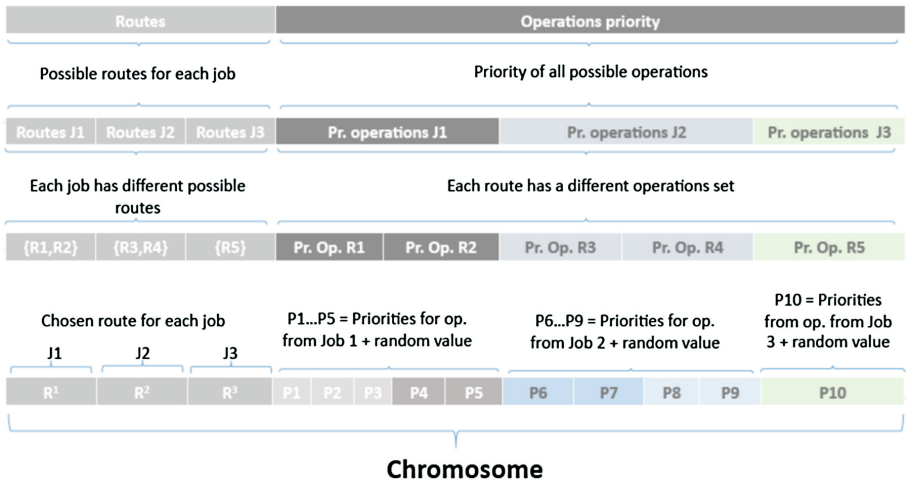 Routes Operations priority
Possible routes for each job Priority of all possible operations
Routes J1 Routes J2 Routes J3 Pr. operations J1 Pr. operations J2 Pr. operations J3
Each job has different possible
routes
Each route has a different operations set
{R1,R2} {R3,R4} {R5} Pr. Op. R1 Pr. Op. R2 Pr. Op. R3 Pr. Op. R4 Pr. Op. R5
Chosen route for each job
J1 J2 J3
P1...P5 = Priorities for op.
from Job 1 + random value
P6...P9 = Priorities for op.
from Job 2 + random value
P10 = Priorities
from op. from Job
3 + random value
R¹ R² R³ P1 P2 P3 P4 P5 P6 P7 P8 P9 P10
Chromosome